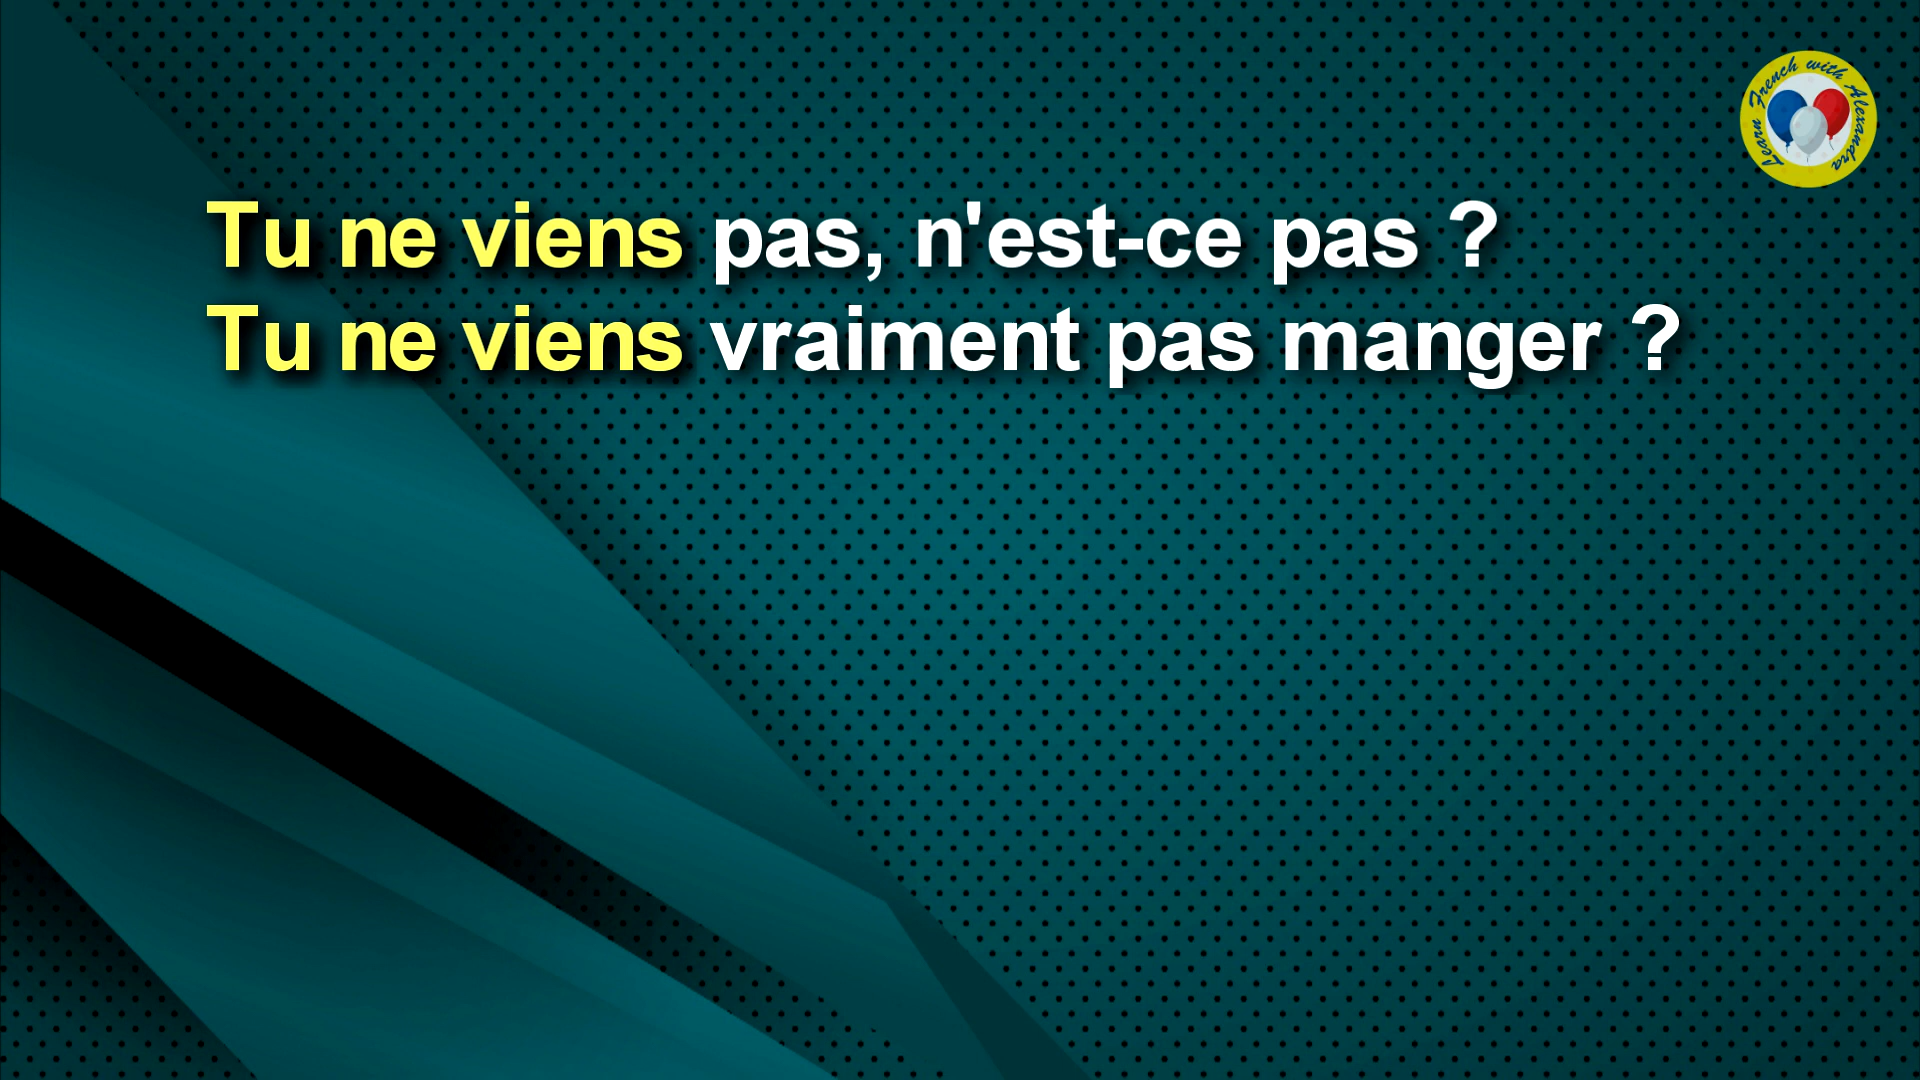 Tu ne viens pas, n'est-ce pas ?
Tu ne viens vraiment pas manger ?
Learn French with Alexandra